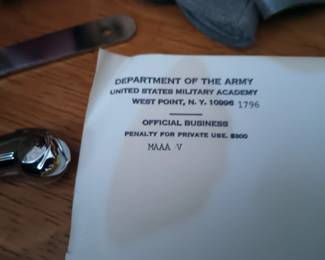 DEPARTMENT OF THE ARMY
UNITED STATES MILITARY ACADEMY
WEST POINT, N. Y. 10996 1796
OFFICIAL BUSINESS
PENALTY FOR PRIVATE USE, $300
MAAA V